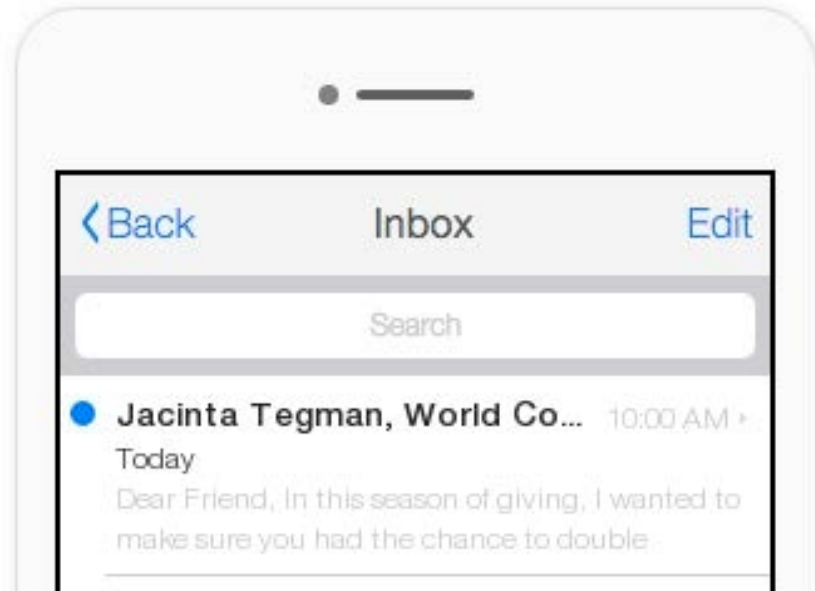 Back Inbox Edit
Search
Jacinta Tegman, World Co... 10:00 AM
Today
Dear Friend, In this season of giving, I wanted to
make sure you had the chance to double